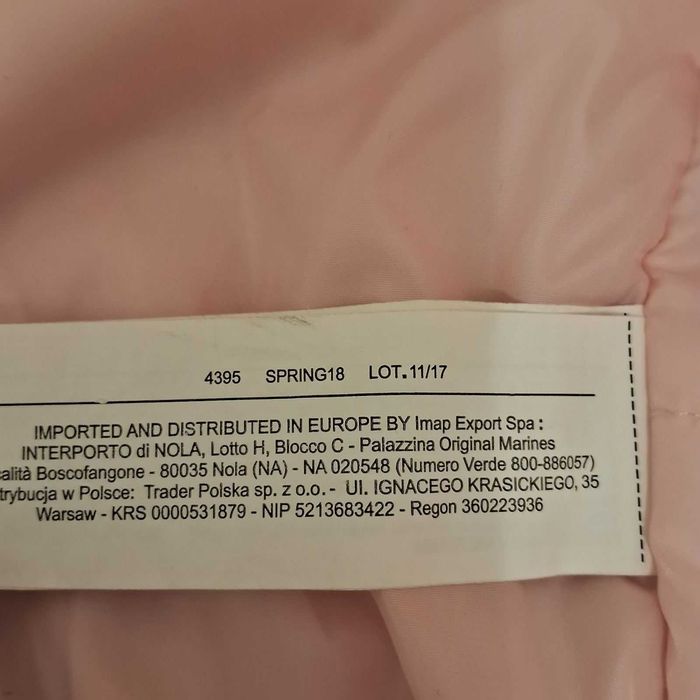 4395 SPRING18 LOT.11/17
IMPORTED AND DISTRIBUTED IN EUROPE BY Imap Export Spa :
INTERPORTO di NOLA, Lotto H, Blocco C - Palazzina Original Marines
alità Boscofangone - 80035 Nola (NA) - NA 020548 (Numero Verde 800-886057)
trybucja w Polsce: Trader Polska sp. z o.o. - Ul. IGNACEGO KRASICKIEGO, 35
Warsaw - KRS 0000531879 - NIP 5213683422 - Regon 360223936